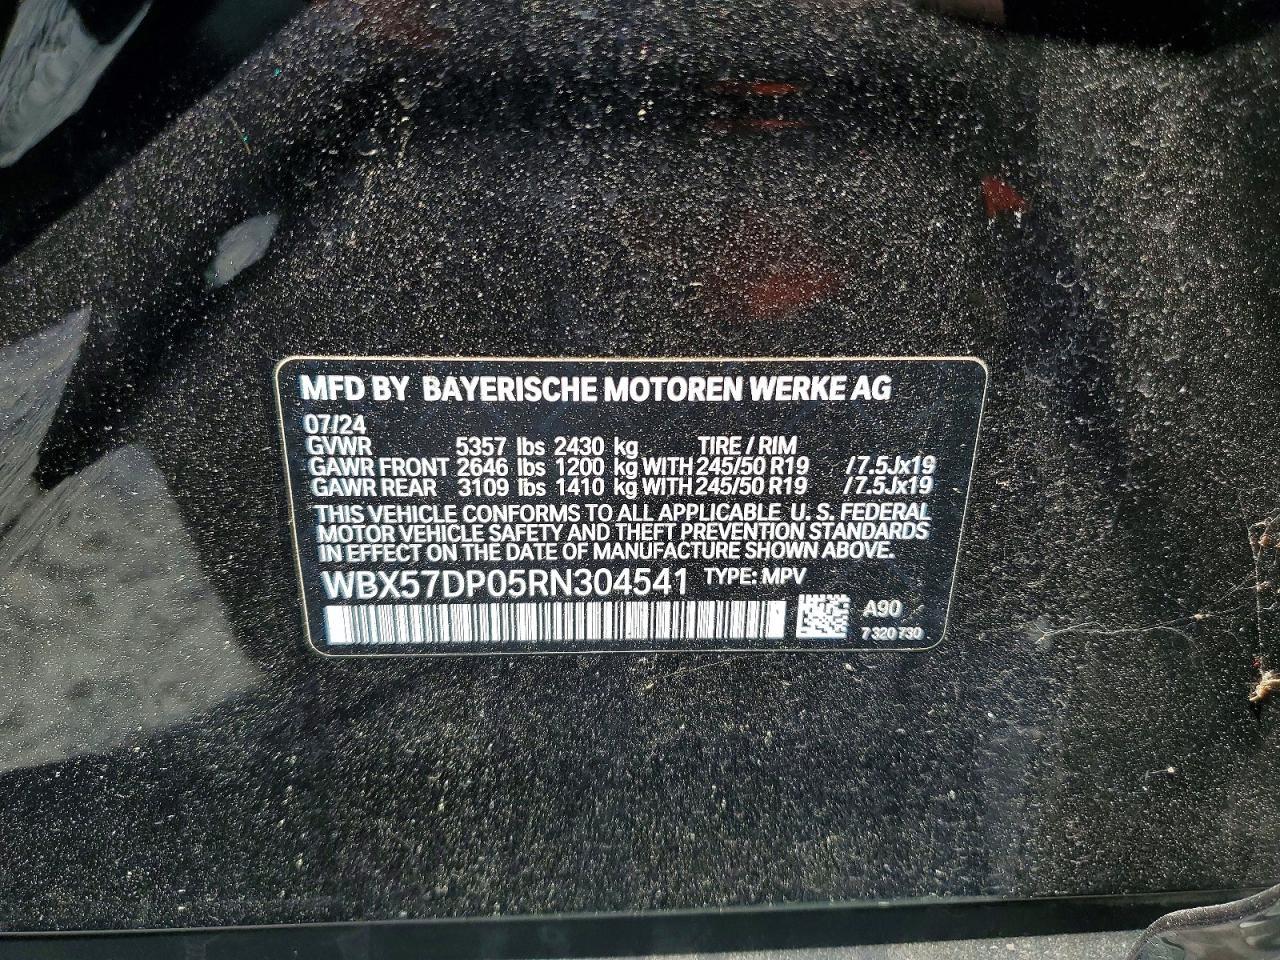 MFD BY BAYERISCHE MOTOREN WERKE AG
07/24
GVWR 5357 lbs 2430 kg TIRE / RIM
GAWR FRONT 2646 lbs 1200 kg WITH 245/50 R19 /7.5Jx19
GAWR REAR 3109 lbs 1410 kg WITH 245/50 R19 /7.5Jx19
THIS VEHICLE CONFORMS TO ALL APPLICABLE U. S. FEDERAL
MOTOR VEHICLE SAFETY AND THEFT PREVENTION STANDARDS
IN EFFECT ON THE DATE OF MANUFACTURE SHOWN ABOVE.
WBX57DP05RN304541 TYPE: MPV
A90
7 320 730